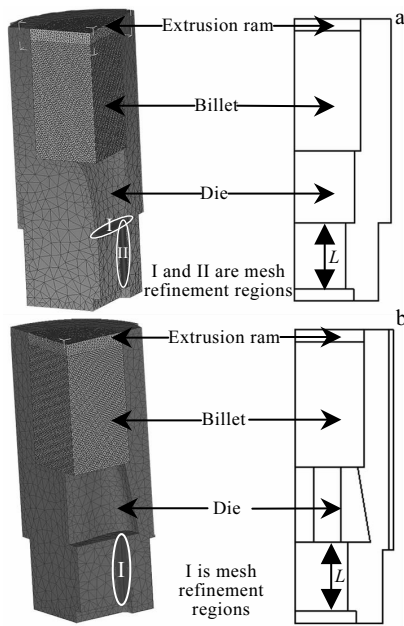 a
Extrusion ram
Billet
Die
I
II
L
I and II are mesh
refinement regions
b
Extrusion ram
Billet
Die
I
L
I is mesh
refinement
regions